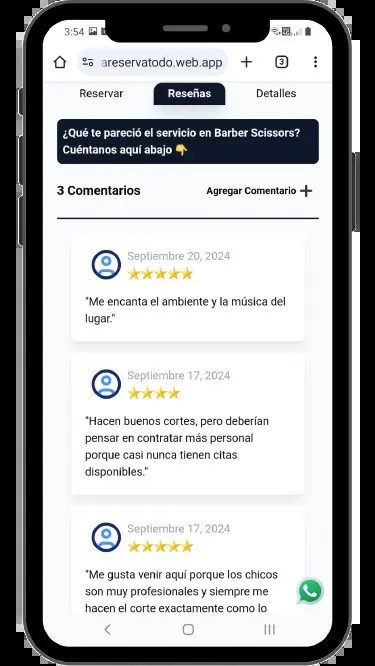 3:54
areservatodo.web.app
3
Reservar Reseñas Detalles
¿Qué te pareció el servicio en Barber Scissors?
Cuéntanos aquí abajo 👇
3 Comentarios Agregar Comentario +
Septiembre 20, 2024
"Me encanta el ambiente y la música del
lugar."
Septiembre 17, 2024
"Hacen buenos cortes, pero deberían
pensar en contratar más personal
porque casi nunca tienen citas
disponibles."
Septiembre 17, 2024
"Me gusta venir aquí porque los chicos
son muy profesionales y siempre me
hacen el corte exactamente como lo